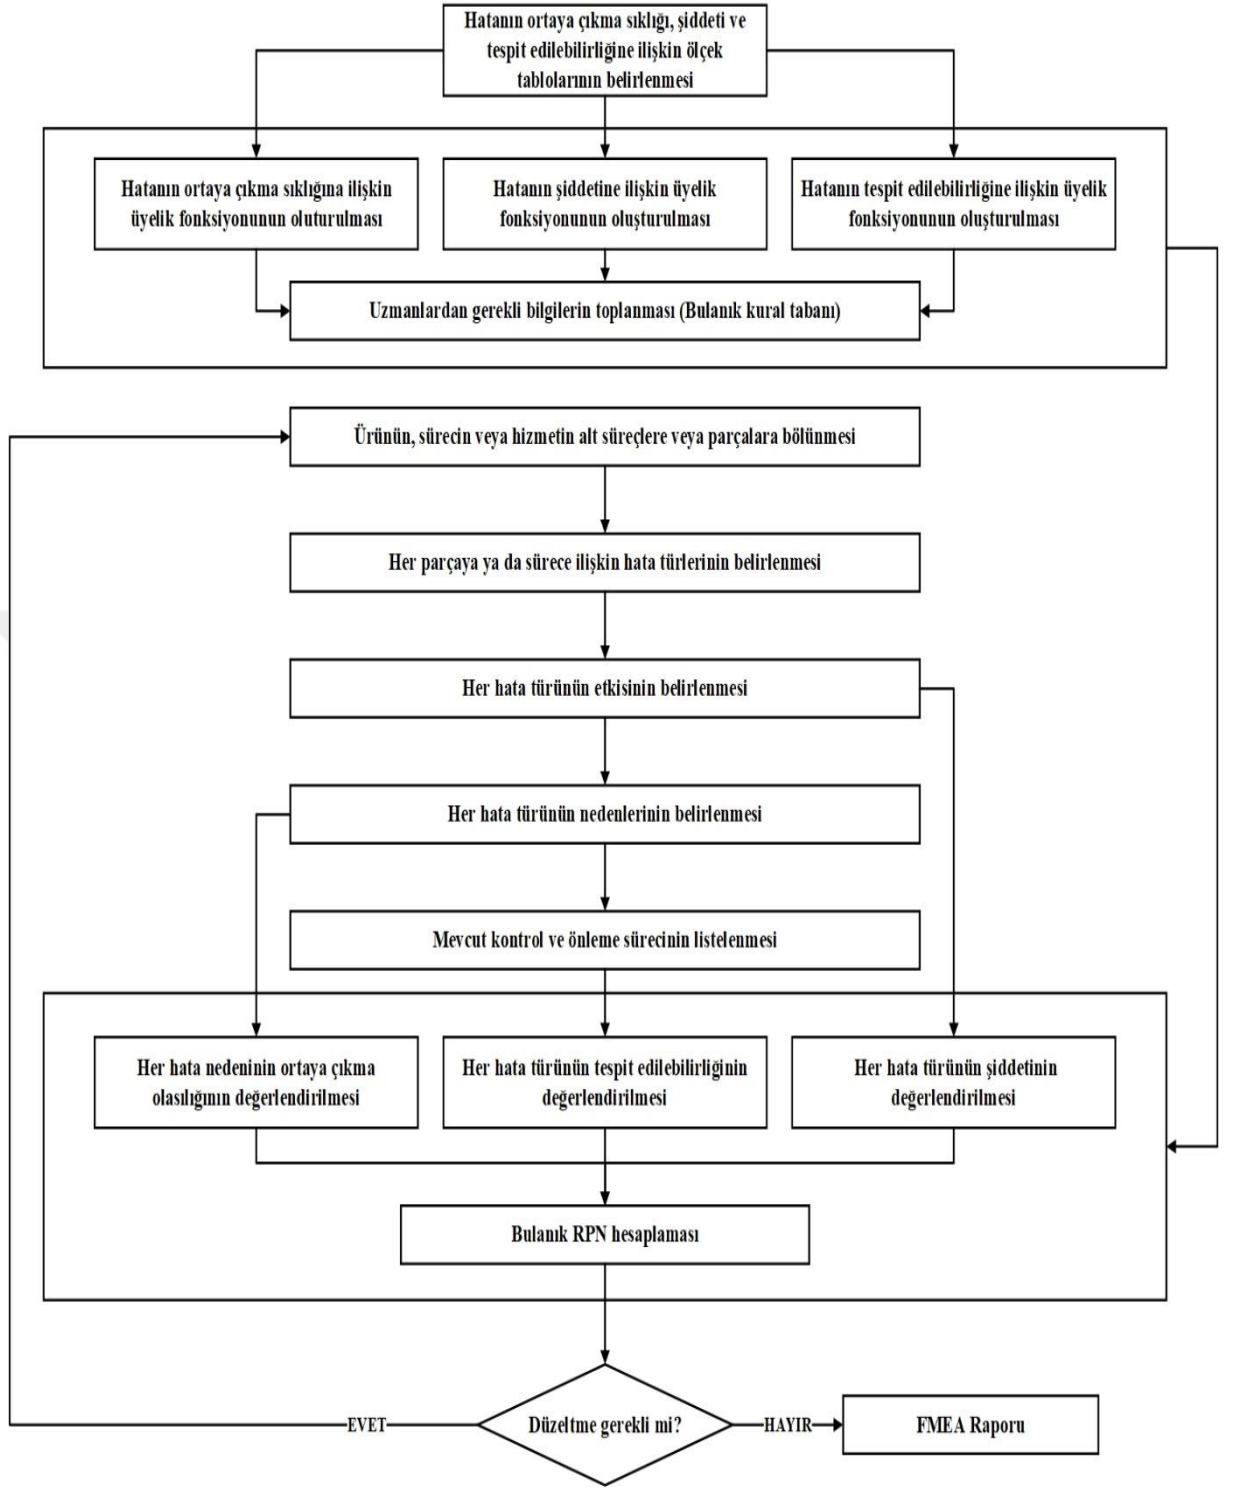 Hatanın ortaya çıkma sıklığı, şiddeti ve
tespit edilebilirliğine ilişkin ölçek
tablolarının belirlenmesi
Hatanın ortaya çıkma sıklığına ilişkin
üyelik fonksiyonunun oluturulması
Hatanın şiddetine ilişkin üyelik
fonksiyonunun oluşturulması
Hatanın tespit edilebilirliğine ilişkin üyelik
fonksiyonunun oluşturulması
Uzmanlardan gerekli bilgilerin toplanması (Bulanık kural tabanı)
Ürünün, sürecin veya hizmetin alt süreçlere veya parçalara bölünmesi
Her parçaya ya da sürece ilişkin hata türlerinin belirlenmesi
Her hata türünün etkisinin belirlenmesi
Her hata türünün nedenlerinin belirlenmesi
Mevcut kontrol ve önleme sürecinin listelenmesi
Her hata nedeninin ortaya çıkma
olasılığının değerlendirilmesi
Her hata türünün tespit edilebilirliğinin
değerlendirilmesi
Her hata türünün şiddetinin
değerlendirilmesi
Bulanık RPN hesaplaması
EVET
Düzeltme gerekli mi?
HAYIR
FMEA Raporu